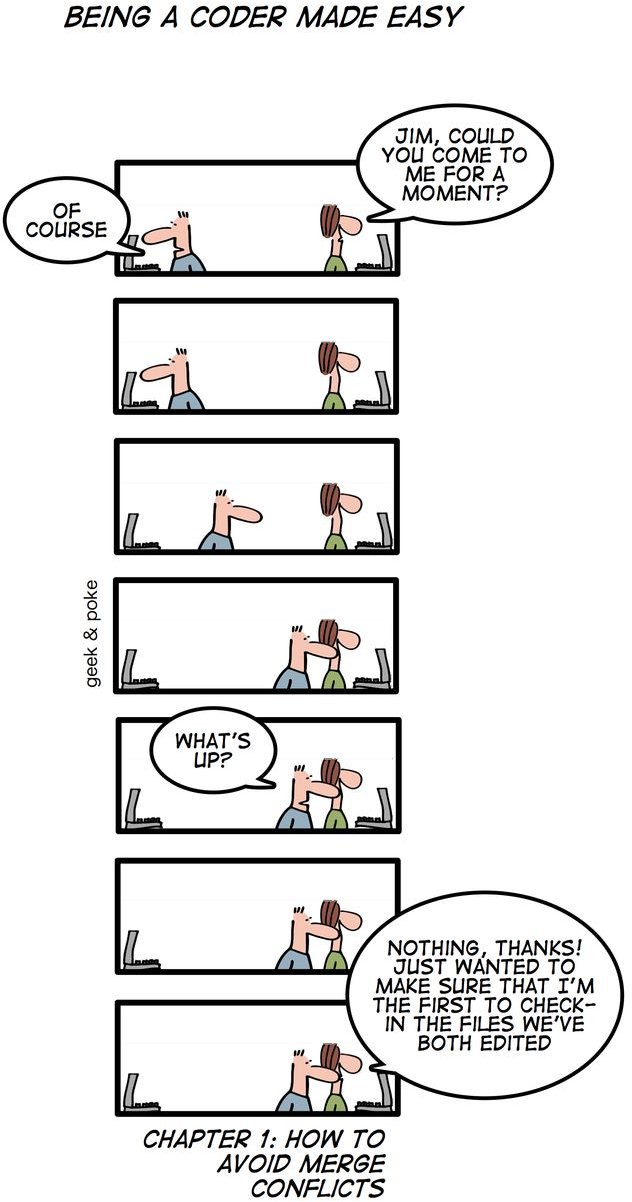 BEING A CODER MADE EASY
JIM, COULD
YOU COME TO
ME FOR A
MOMENT?
OF
COURSE
geek & poke
WHAT'S
UP?
NOTHING, THANKS!
JUST WANTED TO
MAKE SURE THAT I'M
THE FIRST TO CHECK-
IN THE FILES WE'VE
BOTH EDITED
CHAPTER 1: HOW TO
AVOID MERGE
CONFLICTS